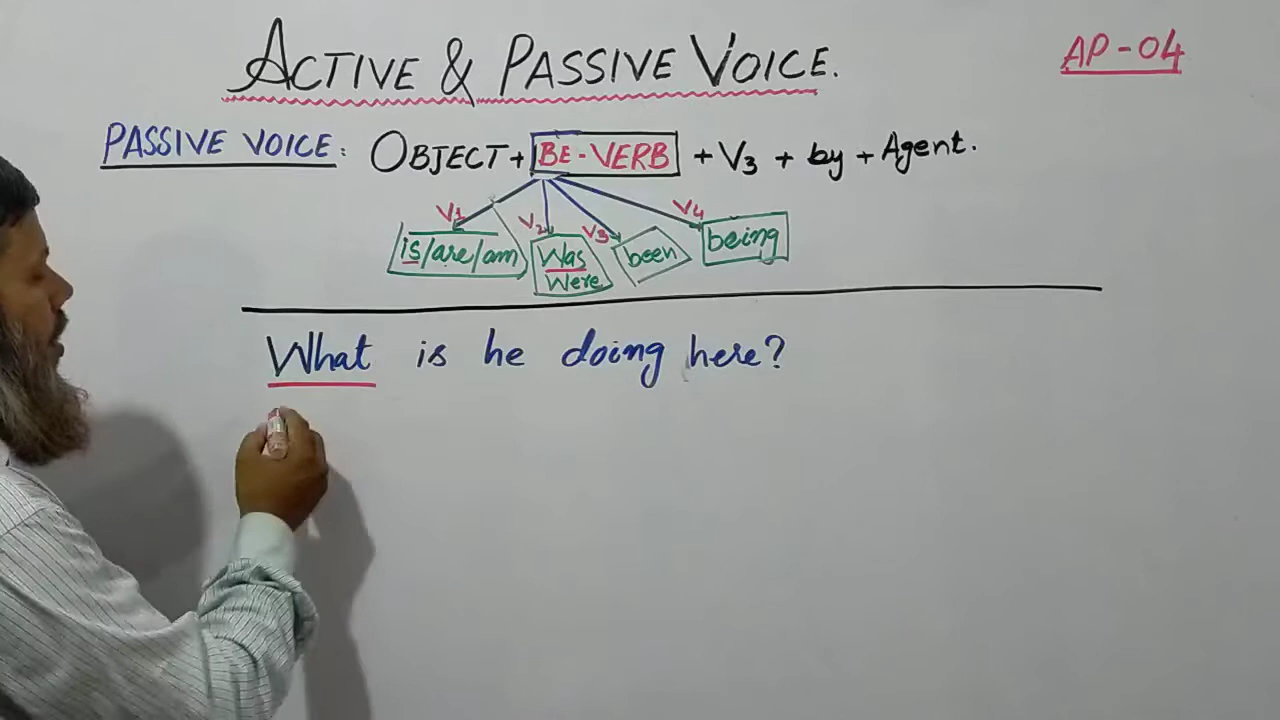 ACTIVE & PASSIVE VOICE.
AP-04
PASSIVE VOICE: OBJECT + BE-VERB + V3 + by + Agent.
V1 V2 V3 V4
is/are/am Was Were been being
What is he doing here?